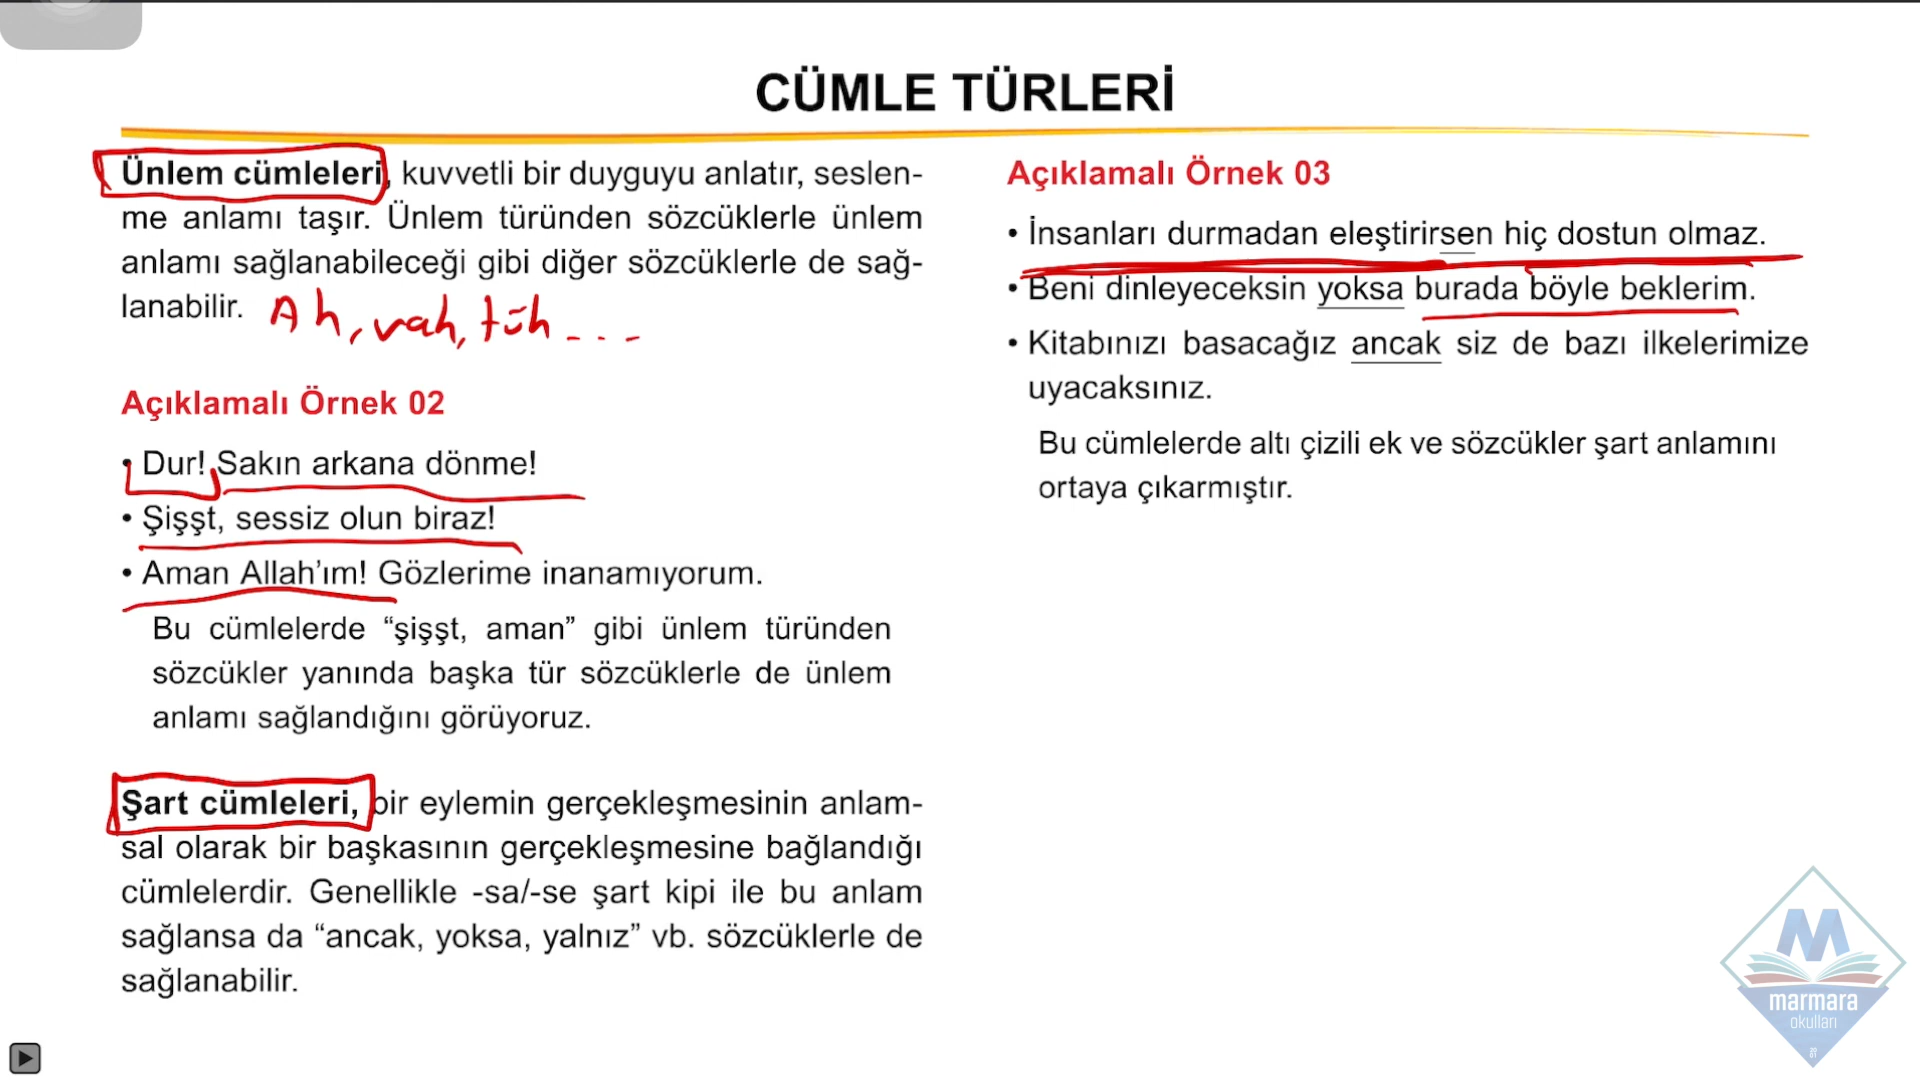 CÜMLE TÜRLERİ
Ünlem cümleleri, kuvvetli bir duyguyu anlatır, seslen-
me anlamı taşır. Ünlem türünden sözcüklerle ünlem
anlamı sağlanabileceği gibi diğer sözcüklerle de sağ-
lanabilir. Ah, vah, tüh ...
Açıklamalı Örnek 02
• Dur! Sakın arkana dönme!
• Şişşt, sessiz olun biraz!
• Aman Allah’ım! Gözlerime inanamıyorum.
Bu cümlelerde “şişşt, aman” gibi ünlem türünden
sözcükler yanında başka tür sözcüklerle de ünlem
anlamı sağlandığını görüyoruz.
Şart cümleleri, bir eylemin gerçekleşmesinin anlam-
sal olarak bir başkasının gerçekleşmesine bağlandığı
cümlelerdir. Genellikle -sa/-se şart kipi ile bu anlam
sağlansa da “ancak, yoksa, yalnız” vb. sözcüklerle de
sağlanabilir.
Açıklamalı Örnek 03
• İnsanları durmadan eleştirirsen hiç dostun olmaz.
• Beni dinleyeceksin yoksa burada böyle beklerim.
• Kitabınızı basacağız ancak siz de bazı ilkelerimize
uyacaksınız.
Bu cümlelerde altı çizili ek ve sözcükler şart anlamını
ortaya çıkarmıştır.
M
marmara
okulları
20
01